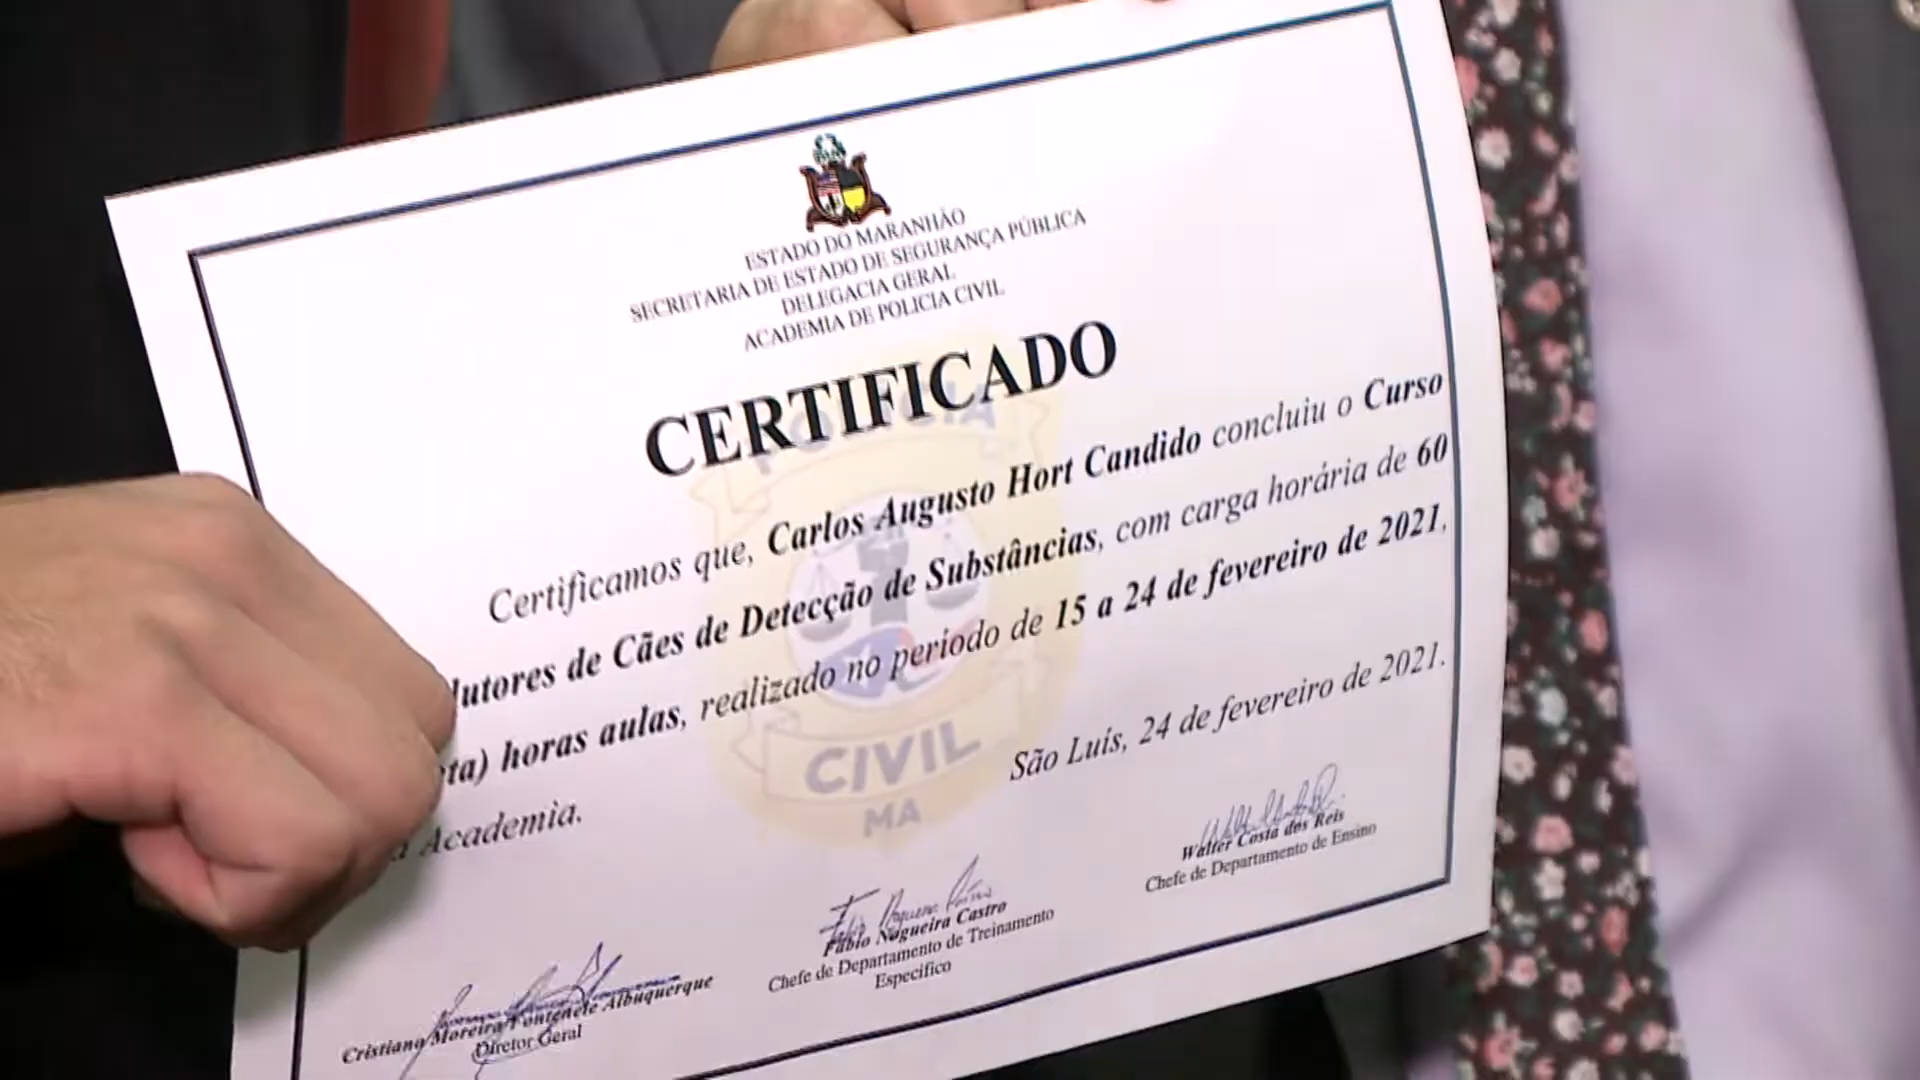 ESTADO DO MARANHÃO
SECRETARIA DE ESTADO DE SEGURANÇA PÚBLICA
DELEGACIA GERAL
ACADEMIA DE POLICIA CIVIL
CERTIFICADO
Certificamos que, Carlos Augusto Hort Candido concluiu o Curso
lutores de Cães de Detecção de Substâncias, com carga horária de 60
ta) horas aulas, realizado no período de 15 a 24 de fevereiro de 2021,
a Academia.
São Luís, 24 de fevereiro de 2021.
POLICIA
CIVIL
MA
Walter Costa dos Reis
Chefe de Departamento de Ensino
Fábio Nogueira Castro
Chefe de Departamento de Treinamento
Específico
Cristiano Moreira Fontenele Albuquerque
Diretor Geral